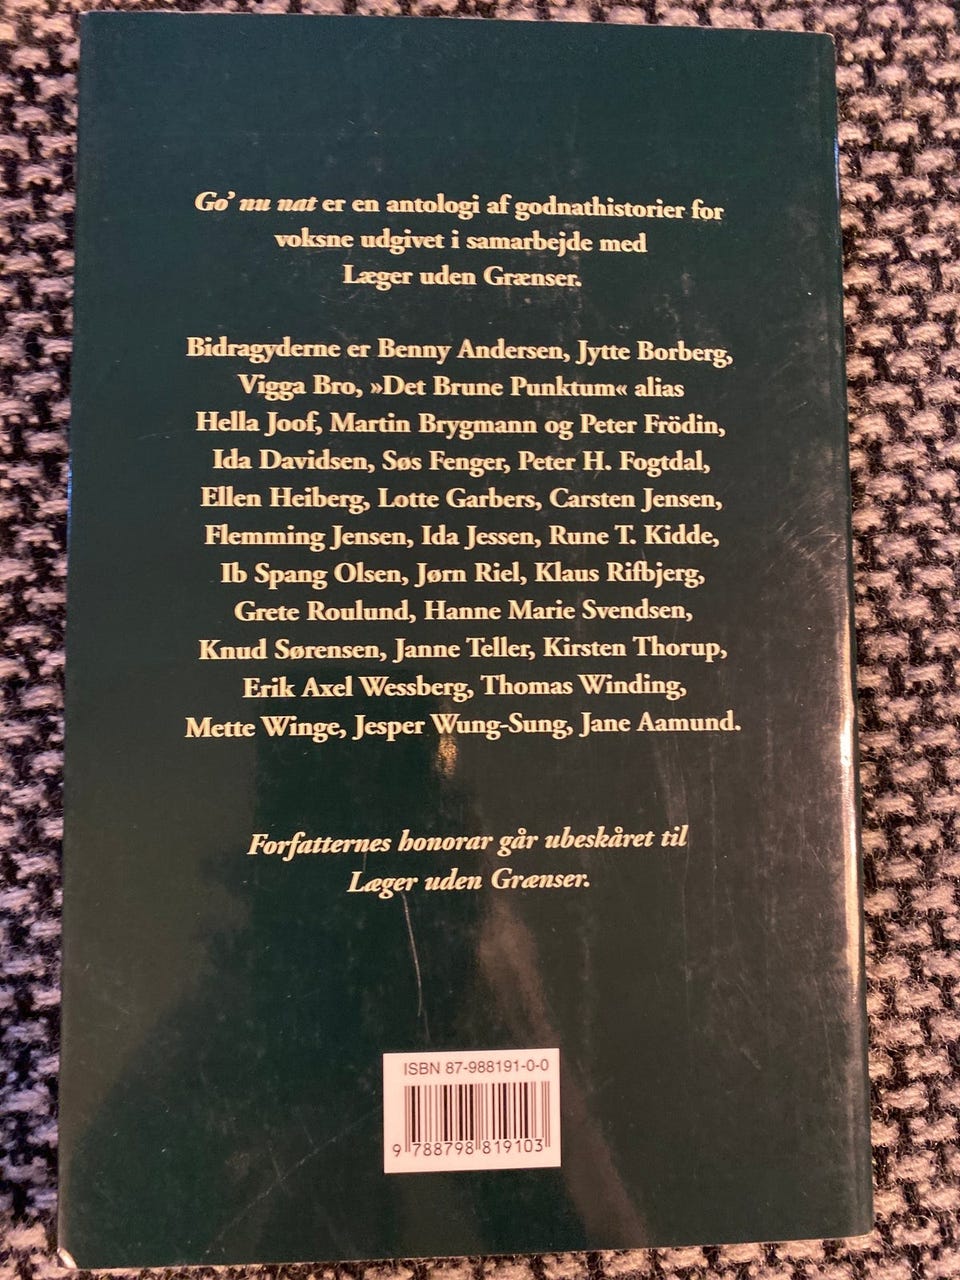 Go’ nu nat er en antologi af godnathistorier for
voksne udgivet i samarbejde med
Læger uden Grænser.
Bidragyderne er Benny Andersen, Jytte Borberg,
Vigga Bro, »Det Brune Punktum« alias
Hella Joof, Martin Brygmann og Peter Frödin,
Ida Davidsen, Søs Fenger, Peter H. Fogtdal,
Ellen Heiberg, Lotte Garbers, Carsten Jensen,
Flemming Jensen, Ida Jessen, Rune T. Kidde,
Ib Spang Olsen, Jørn Riel, Klaus Rifbjerg,
Grete Roulund, Hanne Marie Svendsen,
Knud Sørensen, Janne Teller, Kirsten Thorup,
Erik Axel Wessberg, Thomas Winding,
Mette Winge, Jesper Wung-Sung, Jane Aamund.
Forfatternes honorar går ubeskåret til
Læger uden Grænser.
ISBN 87-988191-0-0
9 788798 819103